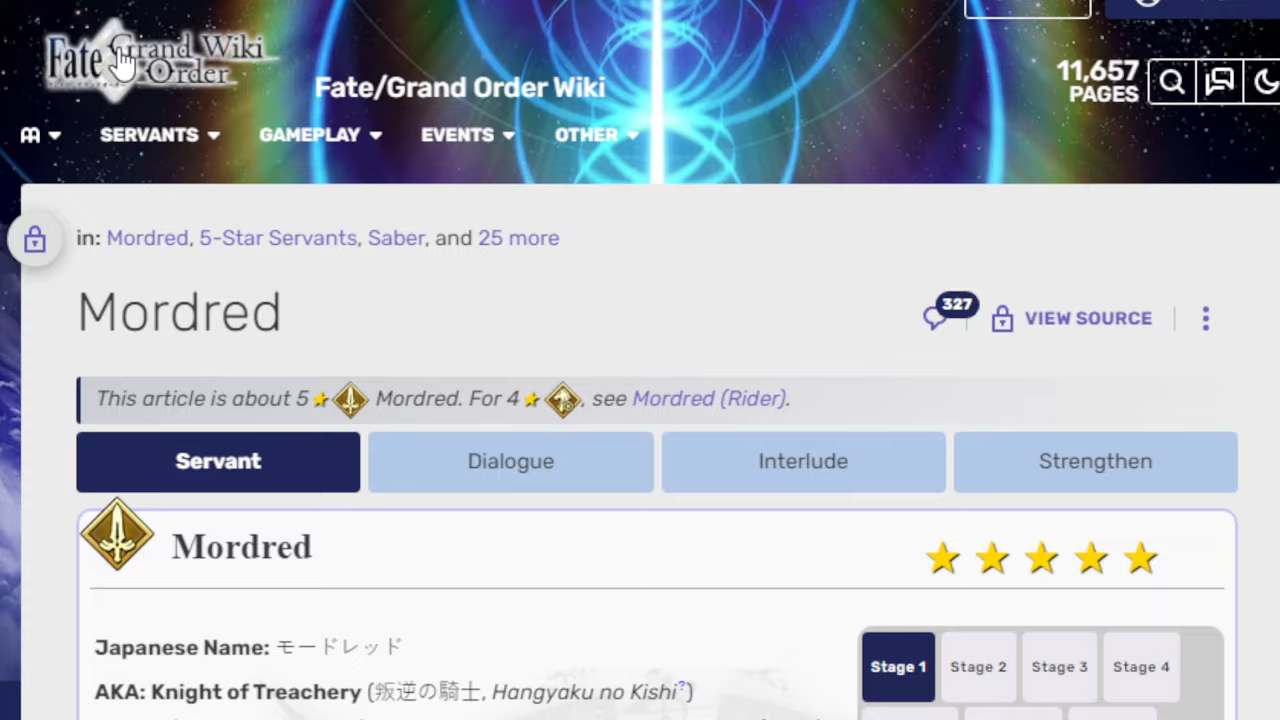 Fate Grand Wiki
Order
Fate/Grand Order Wiki
11,657
PAGES
SERVANTS GAMEPLAY EVENTS OTHER
in: Mordred, 5-Star Servants, Saber, and 25 more
Mordred
327
VIEW SOURCE
This article is about 5 Mordred. For 4 , see Mordred (Rider).
Servant Dialogue Interlude Strengthen
Mordred
Japanese Name: モードレッド
Stage 1 Stage 2 Stage 3 Stage 4
AKA: Knight of Treachery (叛逆の騎士, Hangyaku no Kishi?)